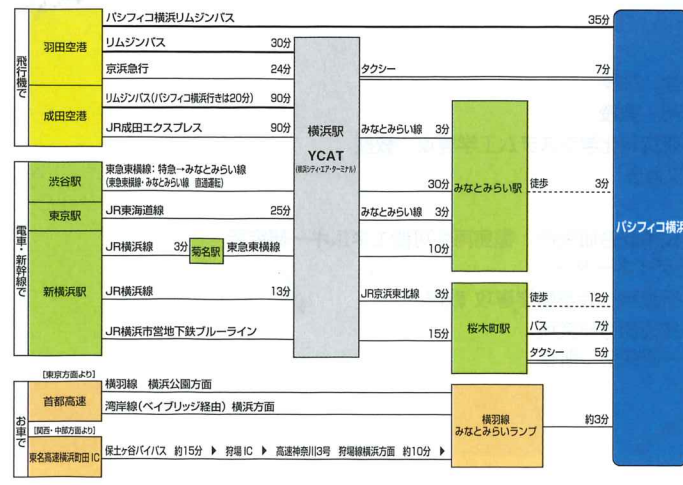 飛行機で
羽田空港
パシフィコ横浜リムジンバス 35分
リムジンバス 30分
京浜急行 24分
成田空港
リムジンバス(パシフィコ横浜行きは20分) 90分
JR成田エクスプレス 90分
横浜駅
YCAT
(横浜シティ・エア・ターミナル)
タクシー 7分
みなとみらい線 3分
電車・新幹線で
渋谷駅
東急東横線:特急→みなとみらい線
(東急東横線・みなとみらい線 直通運転)
30分
みなとみらい駅
徒歩 3分
東京駅
JR東海道線 25分
みなとみらい線 3分
新横浜駅
JR横浜線 3分
菊名駅
東急東横線 10分
JR横浜線 13分
JR京浜東北線 3分
JR横浜市営地下鉄ブルーライン 15分
桜木町駅
徒歩 12分
バス 7分
タクシー 5分
パシフィコ横浜
お車で
[東京方面より]
首都高速
横羽線 横浜公園方面
湾岸線(ベイブリッジ経由) 横浜方面
[関西・中部方面より]
東名高速横浜町田IC
保土ヶ谷バイパス 約15分 ▶ 狩場IC ▶ 高速神奈川3号 狩場線横浜方面 約10分 ▶
横羽線
みなとみらいランプ
約3分